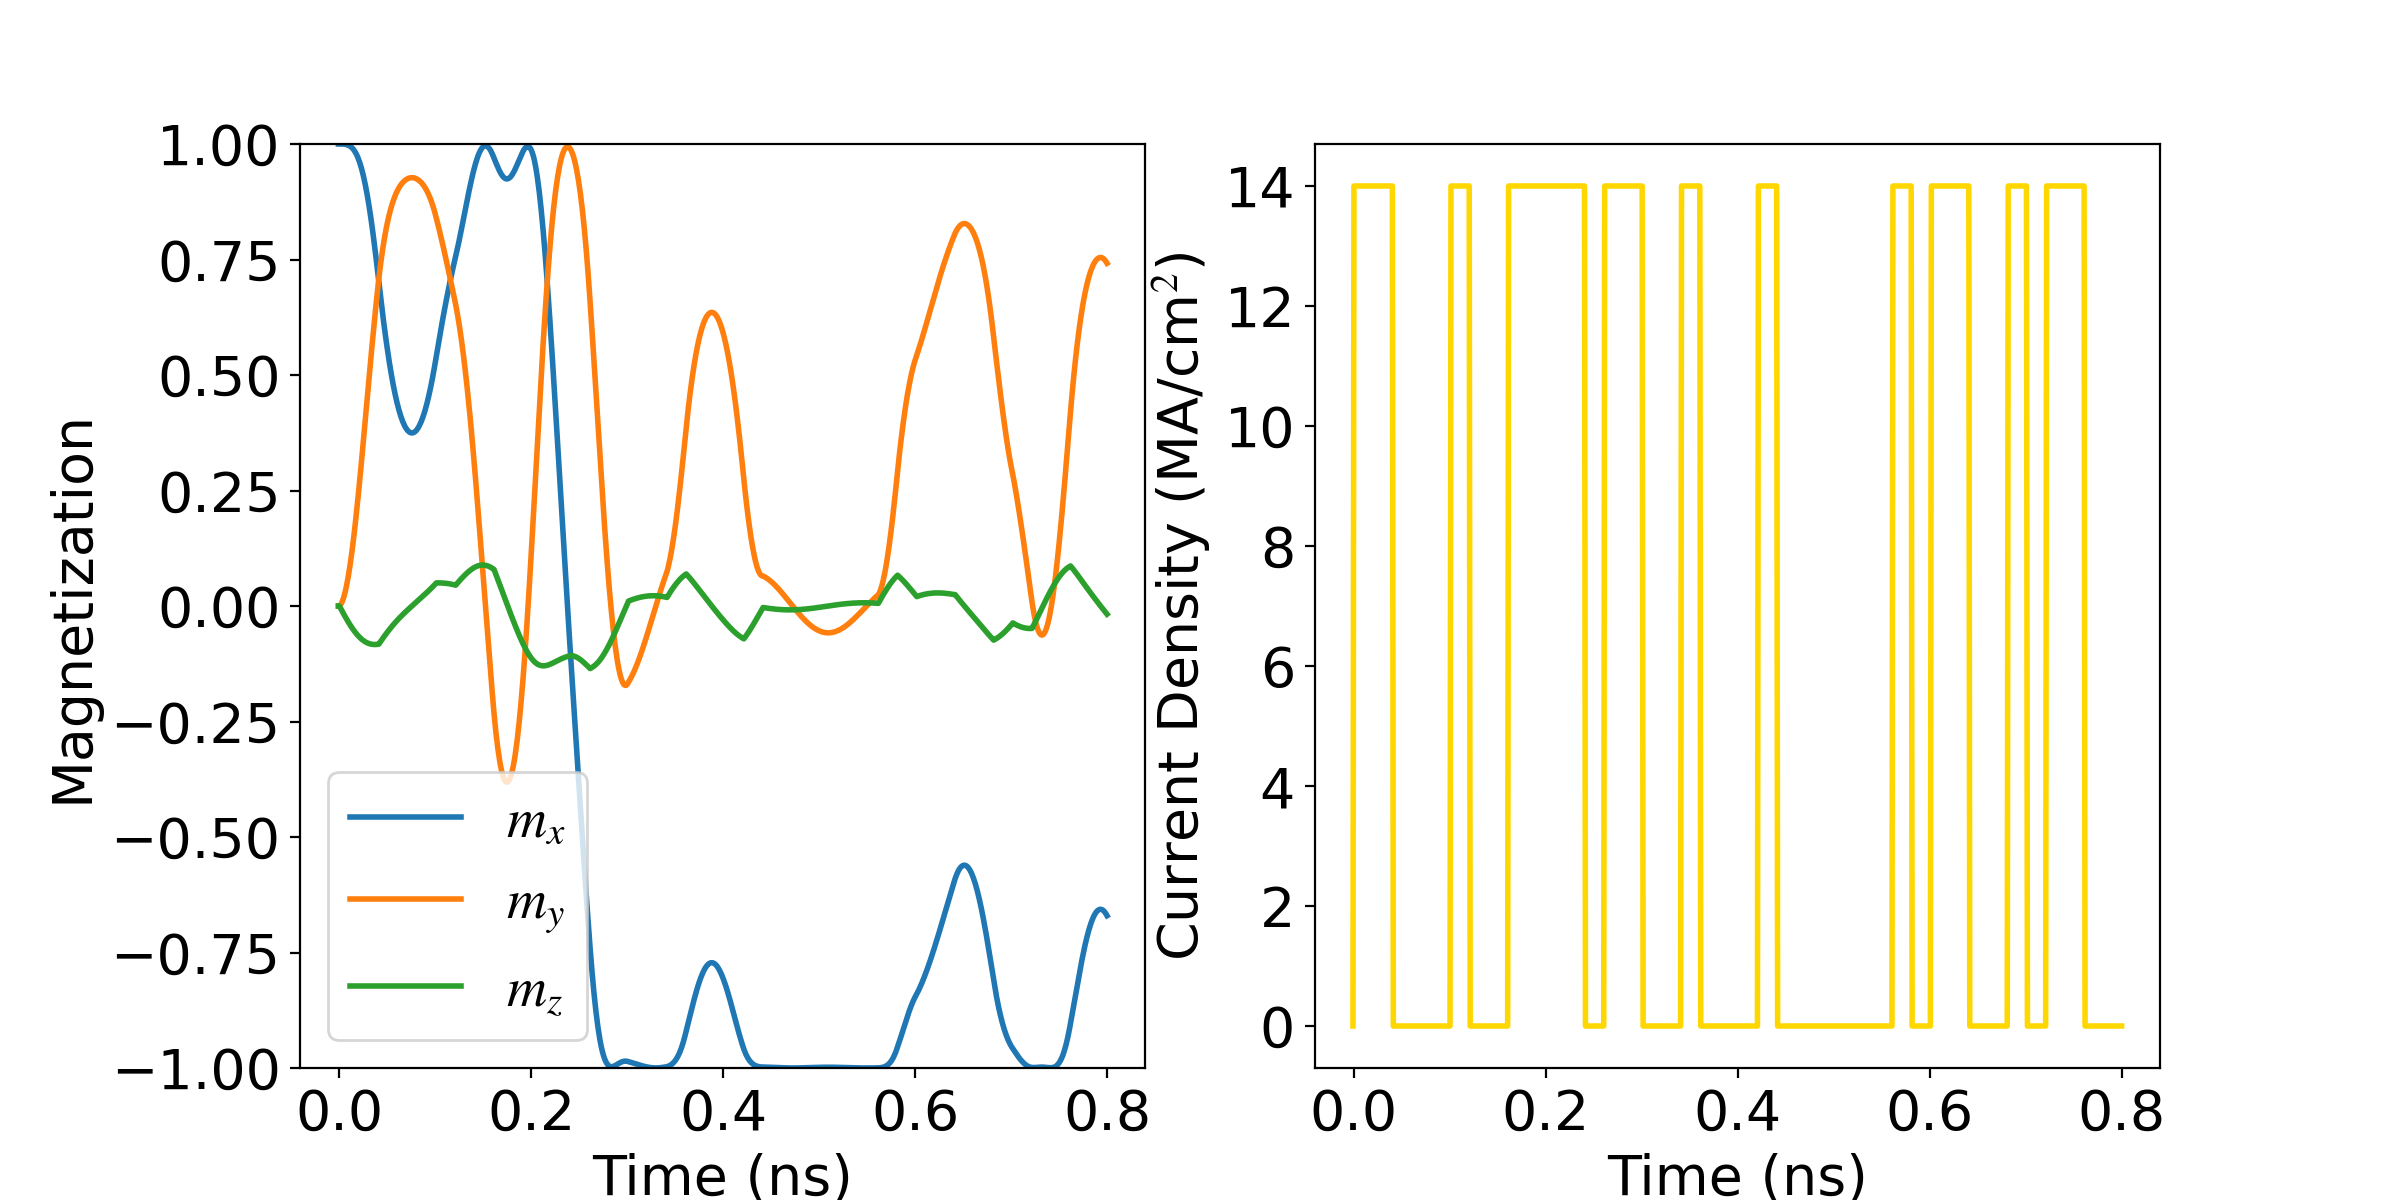 Magnetization
1.00
0.75
0.50
0.25
0.00
−0.25
−0.50
−0.75
−1.00
m_x
m_y
m_z
0.0 0.2 0.4 0.6 0.8
Time (ns)
Current Density (MA/cm²)
14
12
10
8
6
4
2
0
0.0 0.2 0.4 0.6 0.8
Time (ns)